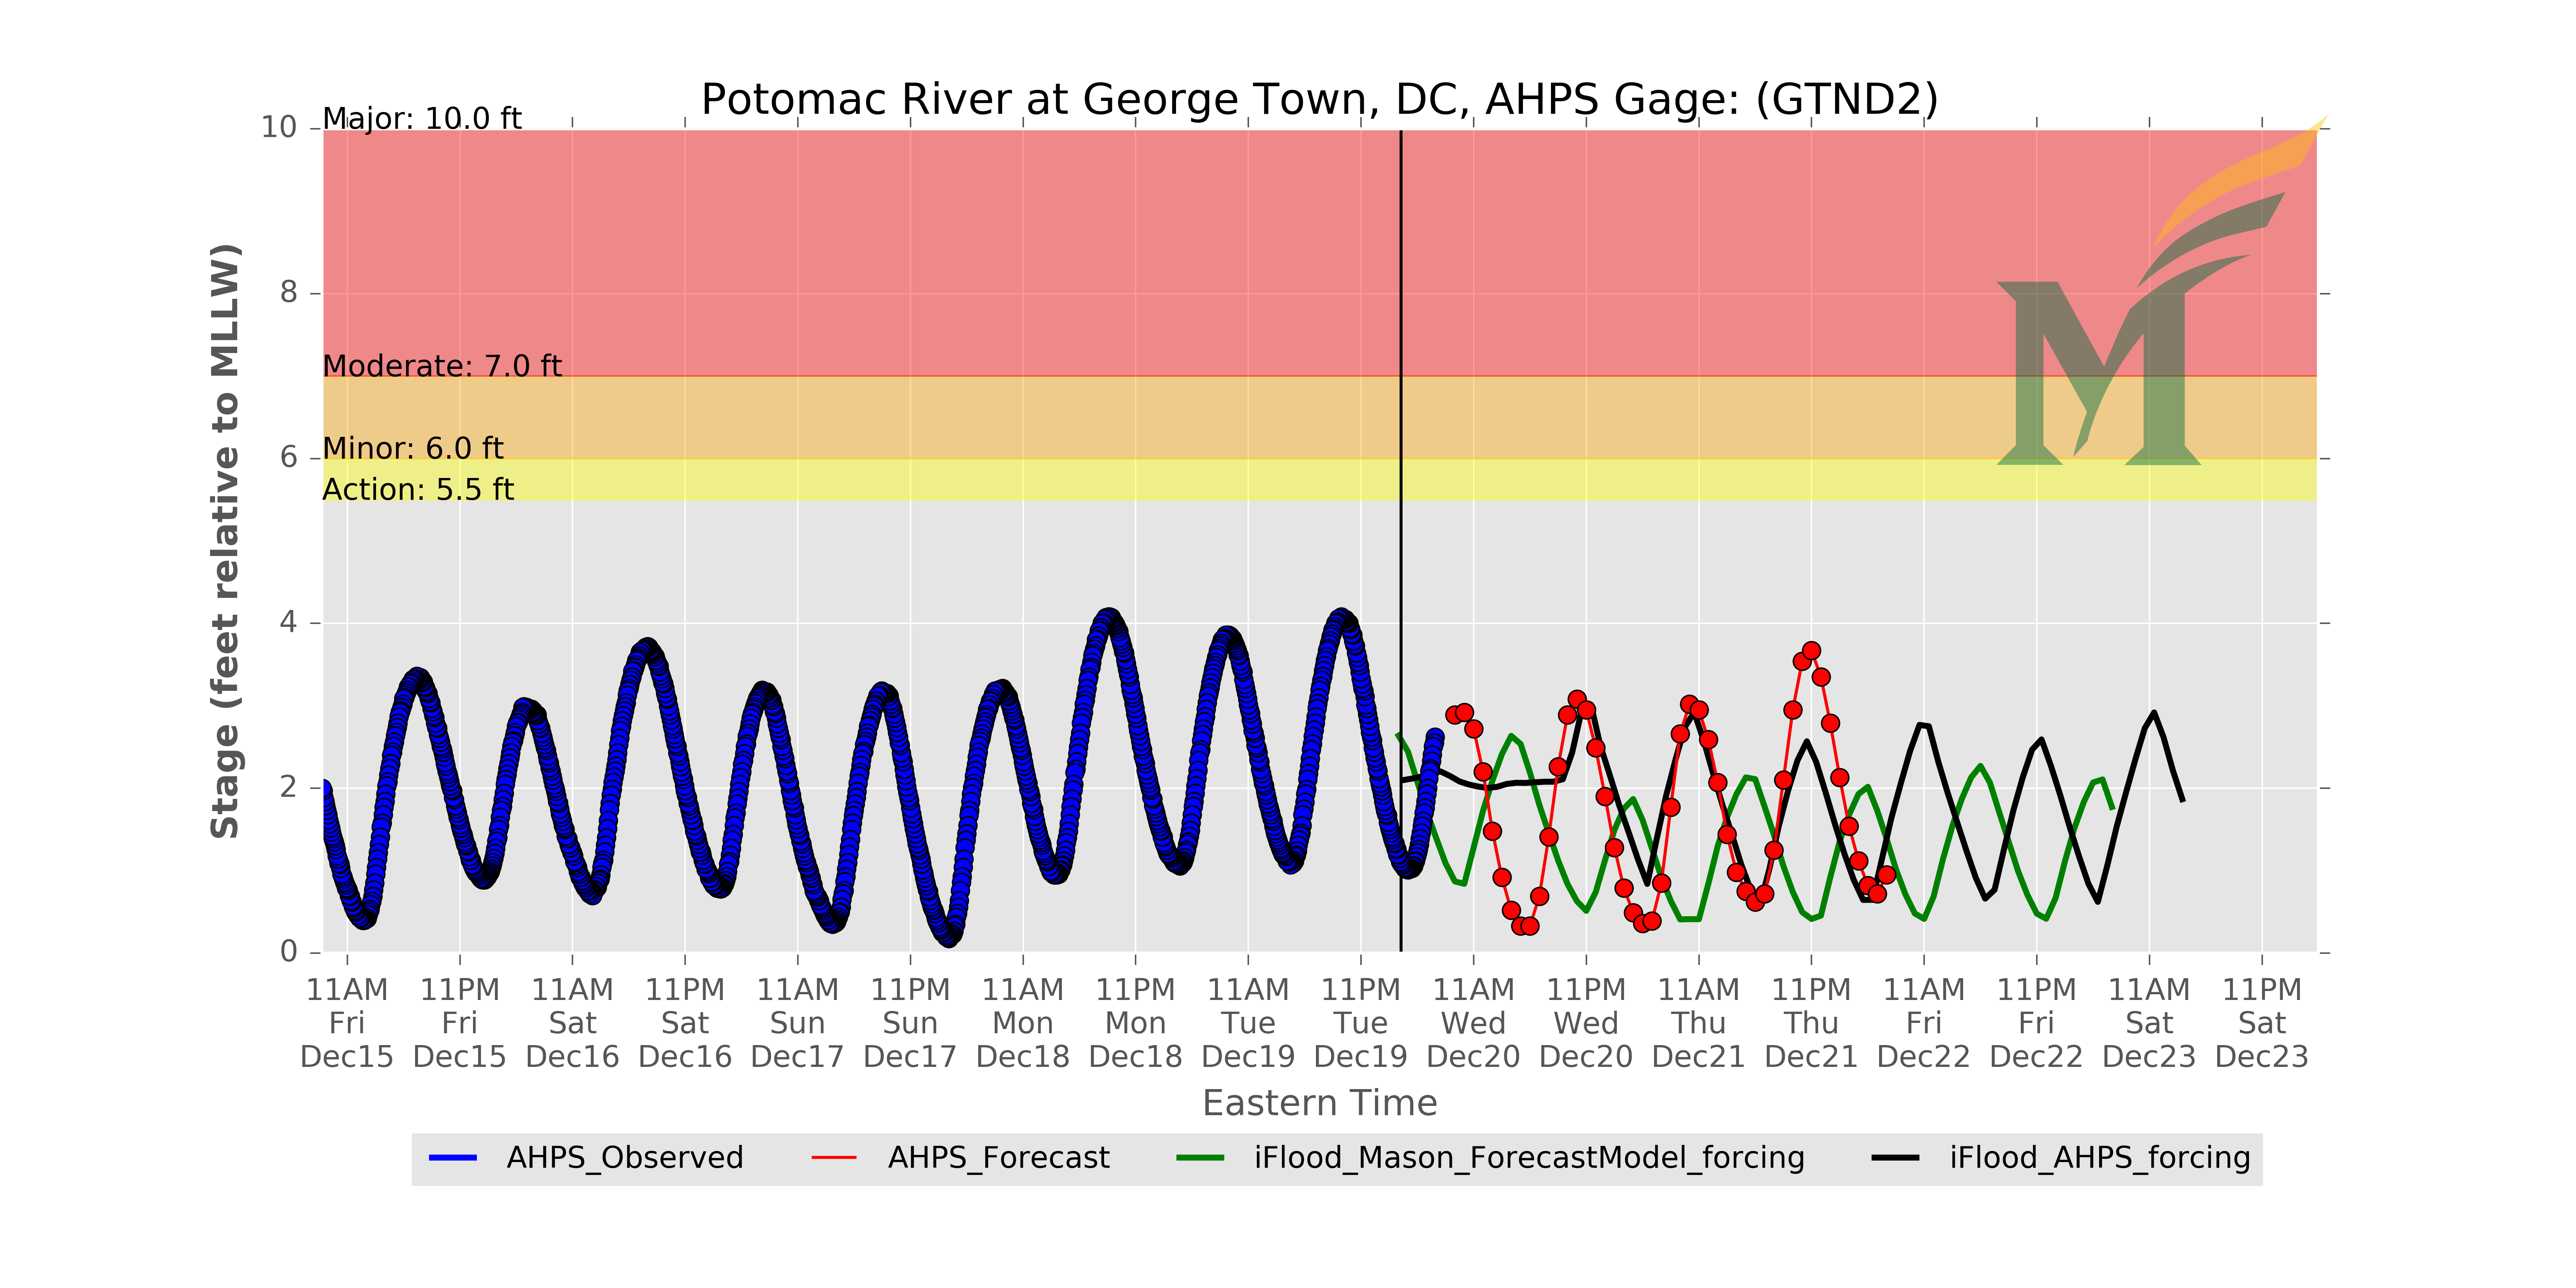 Potomac River at George Town, DC, AHPS Gage: (GTND2)
Major: 10.0 ft
Moderate: 7.0 ft
Minor: 6.0 ft
Action: 5.5 ft
Stage (feet relative to MLLW)
10
8
6
4
2
0
11AM 11PM 11AM 11PM 11AM 11PM 11AM 11PM 11AM 11PM 11AM 11PM 11AM 11PM 11AM 11PM 11AM 11PM
Fri Fri Sat Sat Sun Sun Mon Mon Tue Tue Wed Wed Thu Thu Fri Fri Sat Sat
Dec15 Dec15 Dec16 Dec16 Dec17 Dec17 Dec18 Dec18 Dec19 Dec19 Dec20 Dec20 Dec21 Dec21 Dec22 Dec22 Dec23 Dec23
Eastern Time
AHPS_Observed AHPS_Forecast iFlood_Mason_ForecastModel_forcing iFlood_AHPS_forcing
M